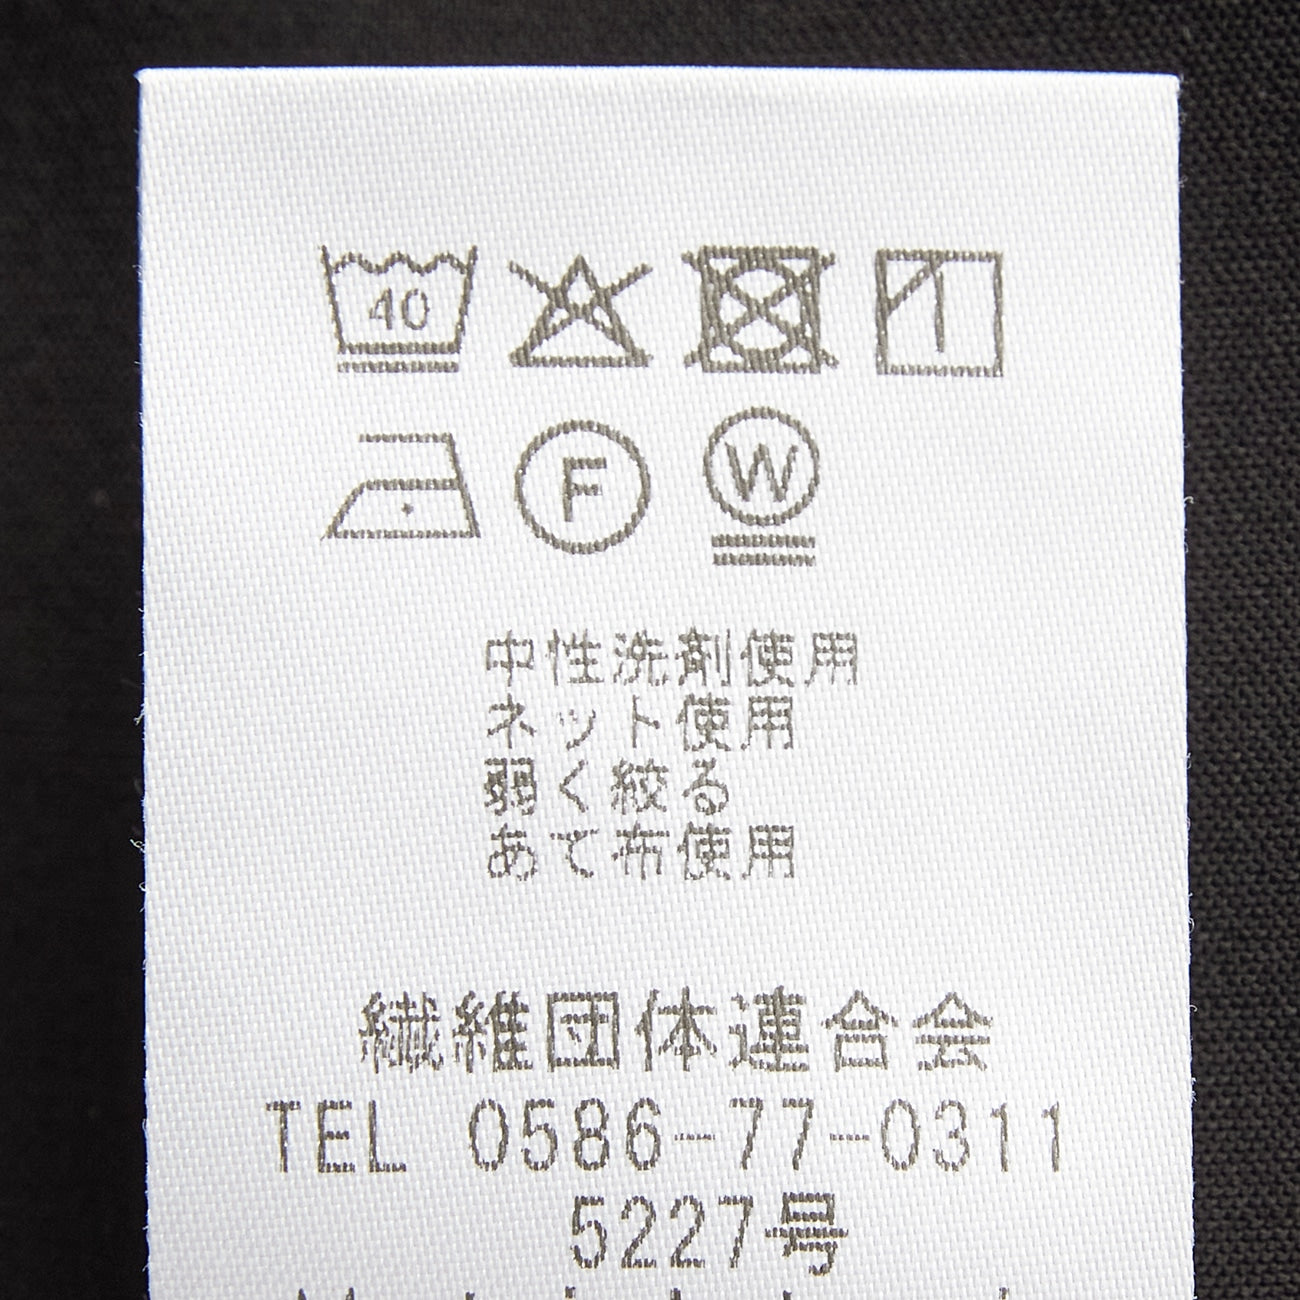 40
F W
中性洗剤使用
ネット使用
弱く絞る
あて布使用
繊維団体連合会
TEL 0586-77-0311
5227号